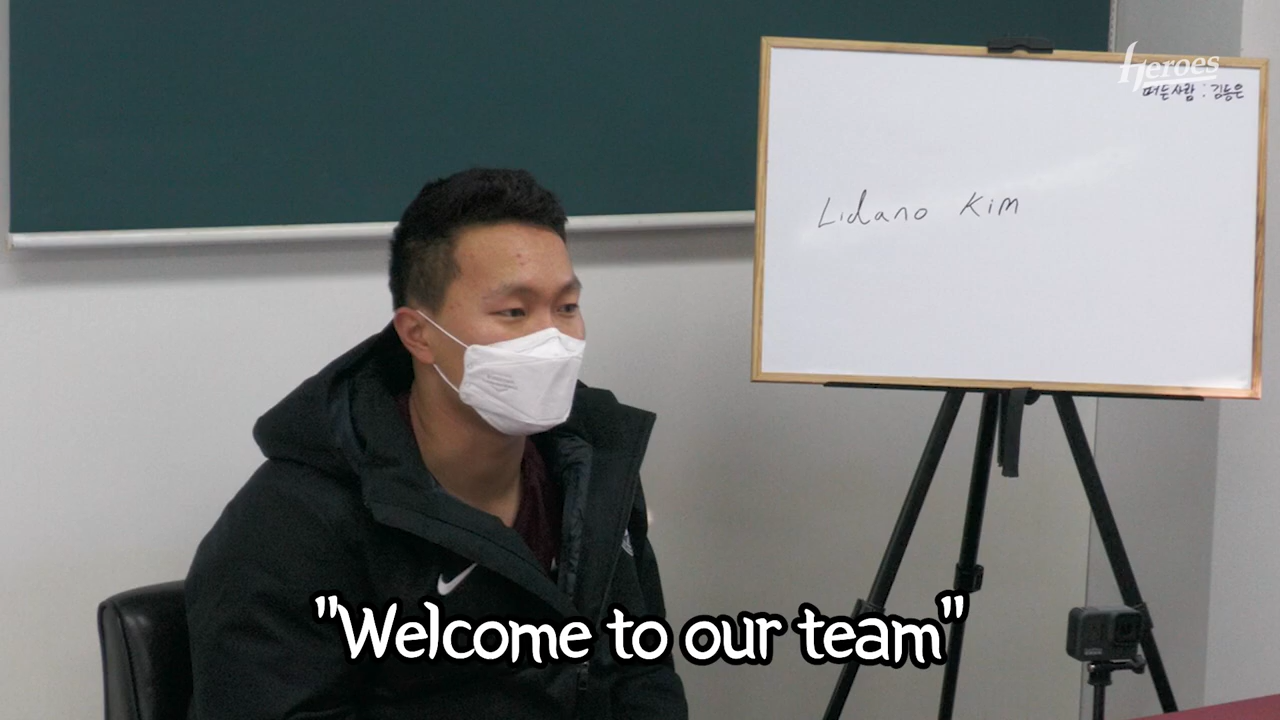 Heroes
떠든사람 : 김동은
Lidano Kim
"Welcome to our team"